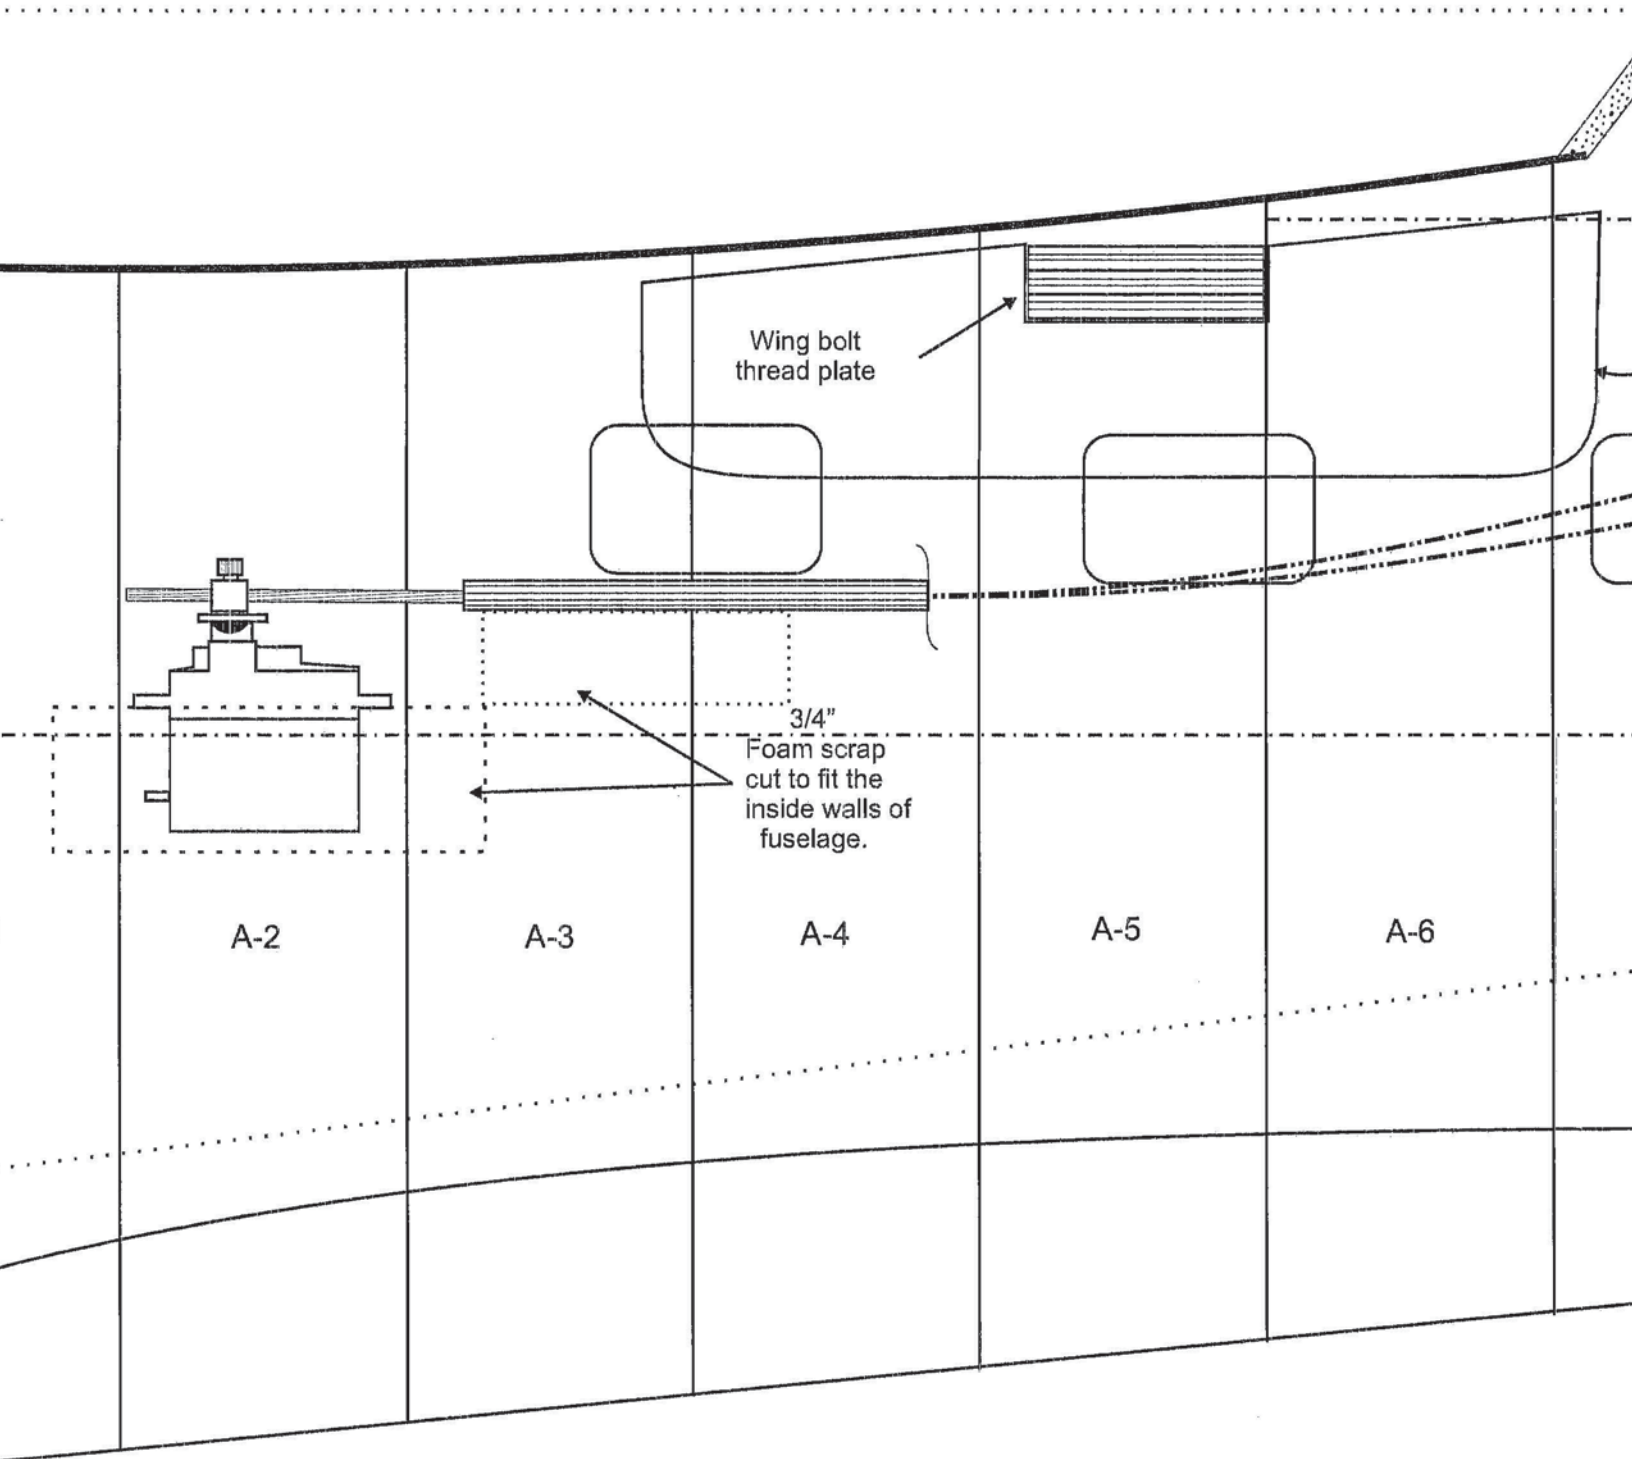 Wing bolt
thread plate
3/4”
Foam scrap
cut to fit the
inside walls of
fuselage.
A-2
A-3
A-4
A-5
A-6